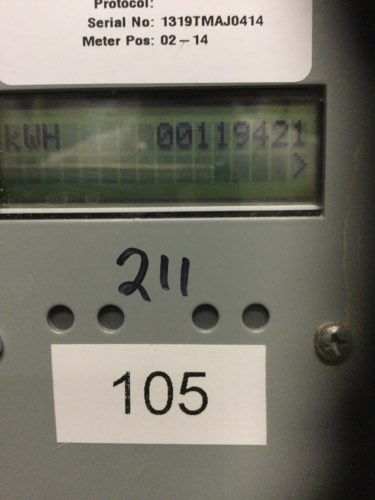 Protocol:
Serial No: 1319TMAJ0414
Meter Pos: 02-14
kWH 00119421
>
211
105